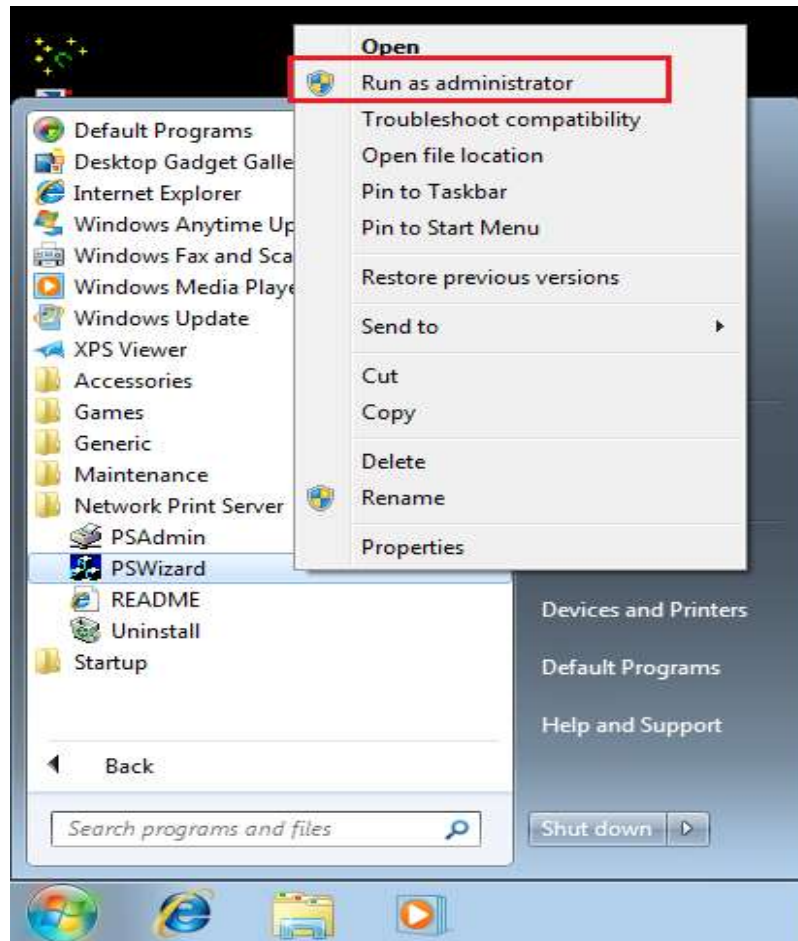 Open
Run as administrator
Troubleshoot compatibility
Open file location
Pin to Taskbar
Pin to Start Menu
Restore previous versions
Send to
Cut
Copy
Delete
Rename
Properties
Default Programs
Desktop Gadget Galle
Internet Explorer
Windows Anytime Up
Windows Fax and Sca
Windows Media Playe
Windows Update
XPS Viewer
Accessories
Games
Generic
Maintenance
Network Print Server
PSAdmin
PSWizard
README
Uninstall
Startup
Back
Search programs and files
Devices and Printers
Default Programs
Help and Support
Shut down